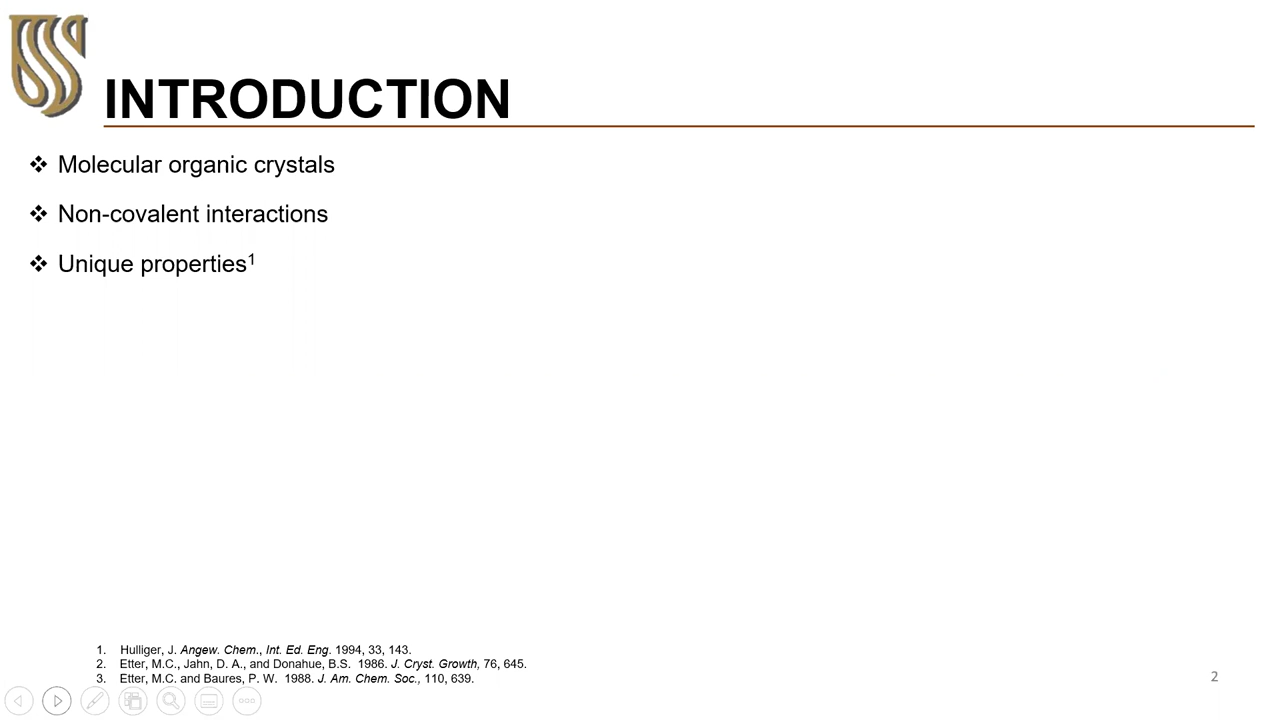 INTRODUCTION
❖ Molecular organic crystals
❖ Non-covalent interactions
❖ Unique properties¹
1. Hulliger, J. Angew. Chem., Int. Ed. Eng. 1994, 33, 143.
2. Etter, M.C., Jahn, D. A., and Donahue, B.S. 1986. J. Cryst. Growth, 76, 645.
3. Etter, M.C. and Baures, P. W. 1988. J. Am. Chem. Soc., 110, 639.
2